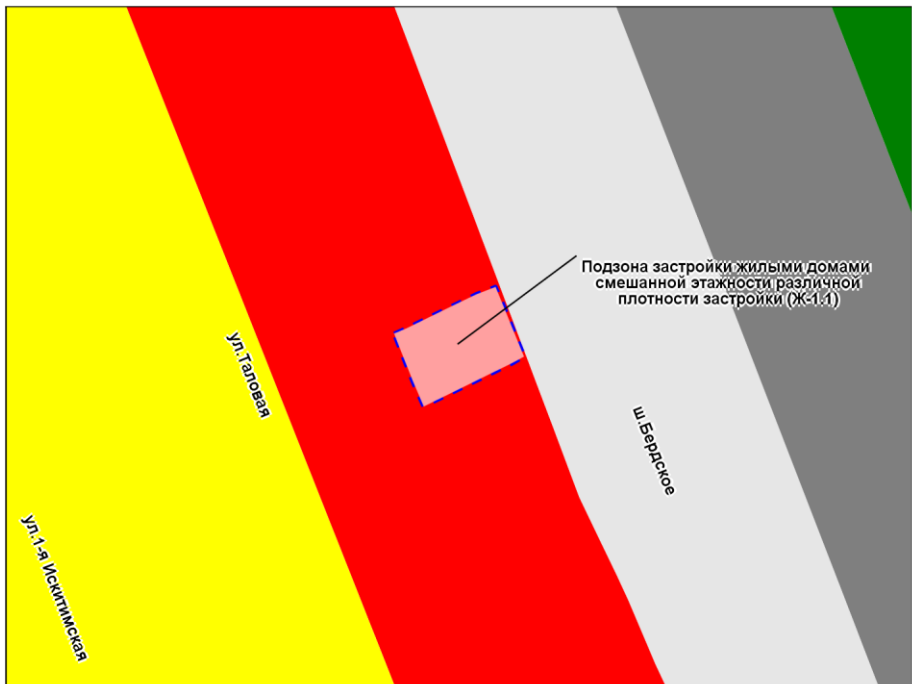 Подзона застройки жилыми домами
смешанной этажности различной
плотности застройки (Ж-1.1)
ул.Таловая
ш.Бердское
ул.1-я Искитимская